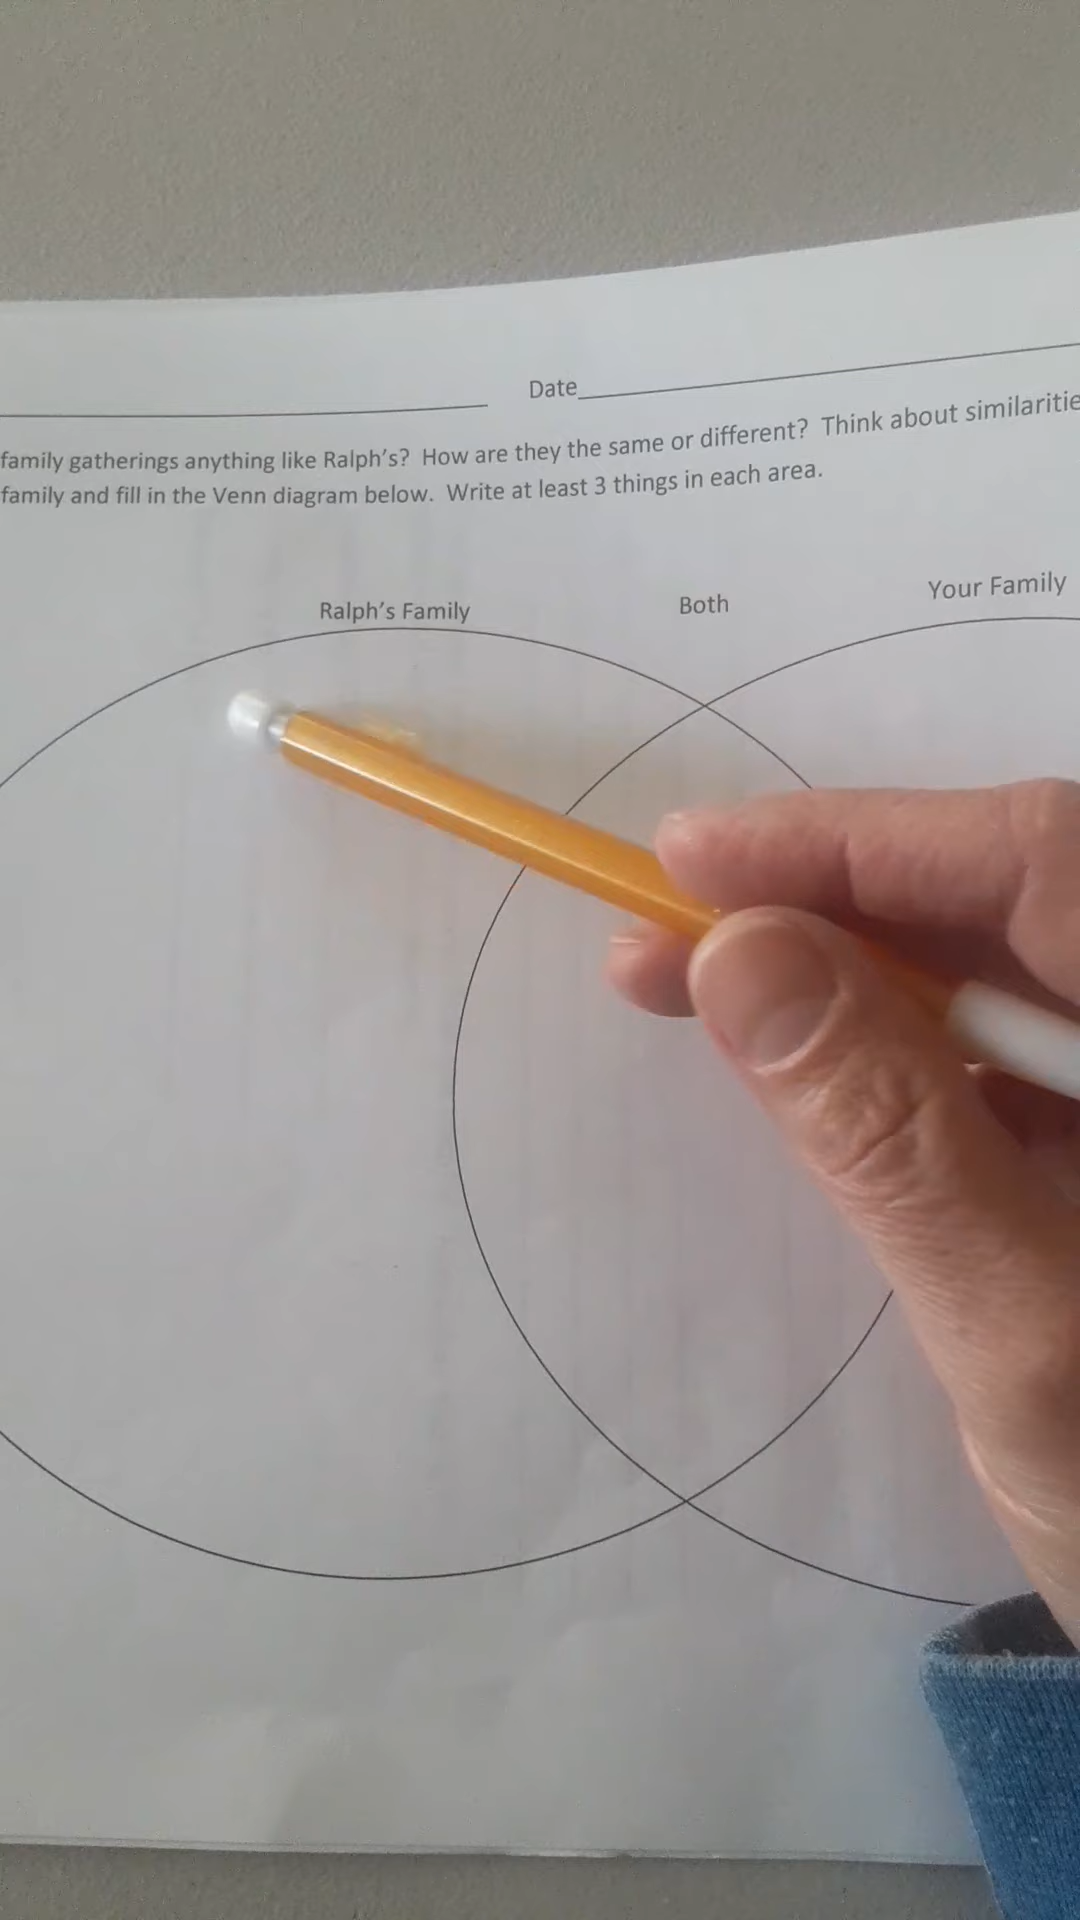 Date
family gatherings anything like Ralph's? How are they the same or different? Think about similaritie
family and fill in the Venn diagram below. Write at least 3 things in each area.
Ralph's Family
Both
Your Family